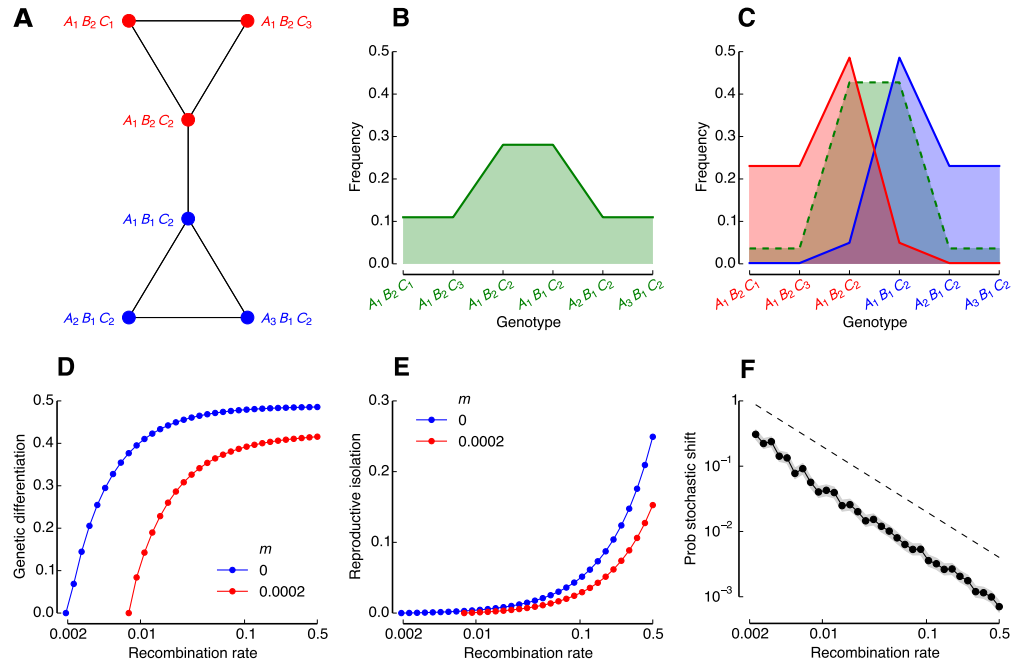 A
A₁ B₂ C₁
A₁ B₂ C₃
A₁ B₂ C₂
A₁ B₁ C₂
A₂ B₁ C₂
A₃ B₁ C₂
B
0.5
0.4
0.3
0.2
0.1
0.0
Frequency
A₁ B₂ C₁
A₁ B₂ C₃
A₁ B₂ C₂
A₁ B₁ C₂
A₂ B₁ C₂
A₃ B₁ C₂
Genotype
C
0.5
0.4
0.3
0.2
0.1
0.0
Frequency
A₁ B₂ C₁
A₁ B₂ C₃
A₁ B₂ C₂
A₁ B₁ C₂
A₂ B₁ C₂
A₃ B₁ C₂
Genotype
D
0.5
0.4
0.3
0.2
0.1
0.0
Genetic differentiation
m
0
0.0002
0.002
0.01
0.1
0.5
Recombination rate
E
0.3
0.2
0.1
0.0
Reproductive isolation
m
0
0.0002
0.002
0.01
0.1
0.5
Recombination rate
F
1
10⁻¹
10⁻²
10⁻³
Prob stochastic shift
0.002
0.01
0.1
0.5
Recombination rate